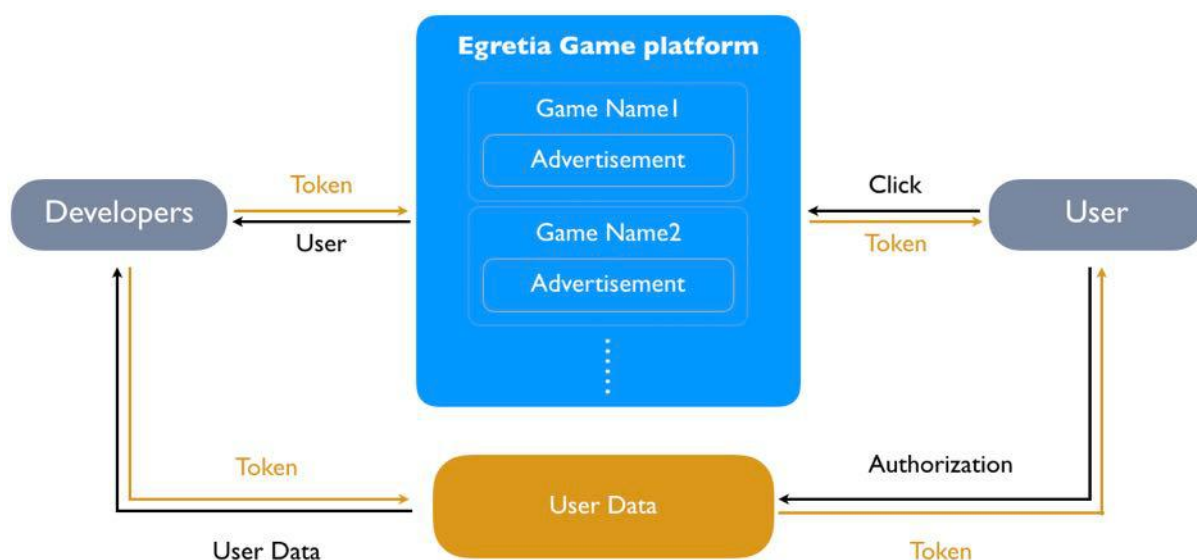 Egretia Game platform
Game Name1
Advertisement
Token
Click
Developers
User
User
Game Name2
Token
Advertisement
Token
Authorization
User Data
User Data
Token